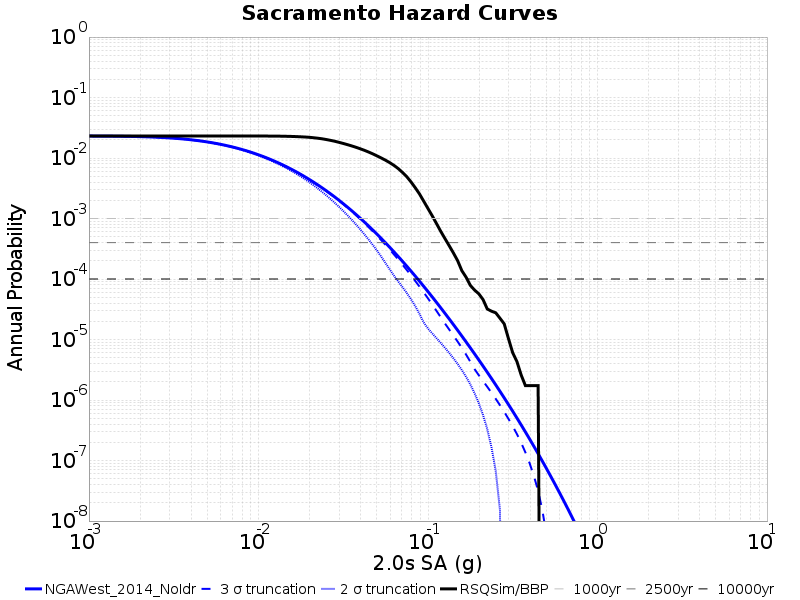 Sacramento Hazard Curves
10^0
10^-1
10^-2
10^-3
10^-4
10^-5
10^-6
10^-7
10^-8
Annual Probability
10^-3
10^-2
10^-1
10^0
10^1
2.0s SA (g)
NGAWest_2014_NoIdr
3 σ truncation
2 σ truncation
RSQSim/BBP
1000yr
2500yr
10000yr